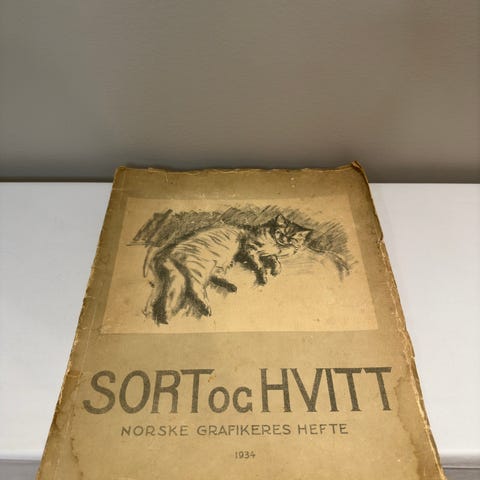 SORT OG HVITT
NORSKE GRAFIKERES HEFTE
1934